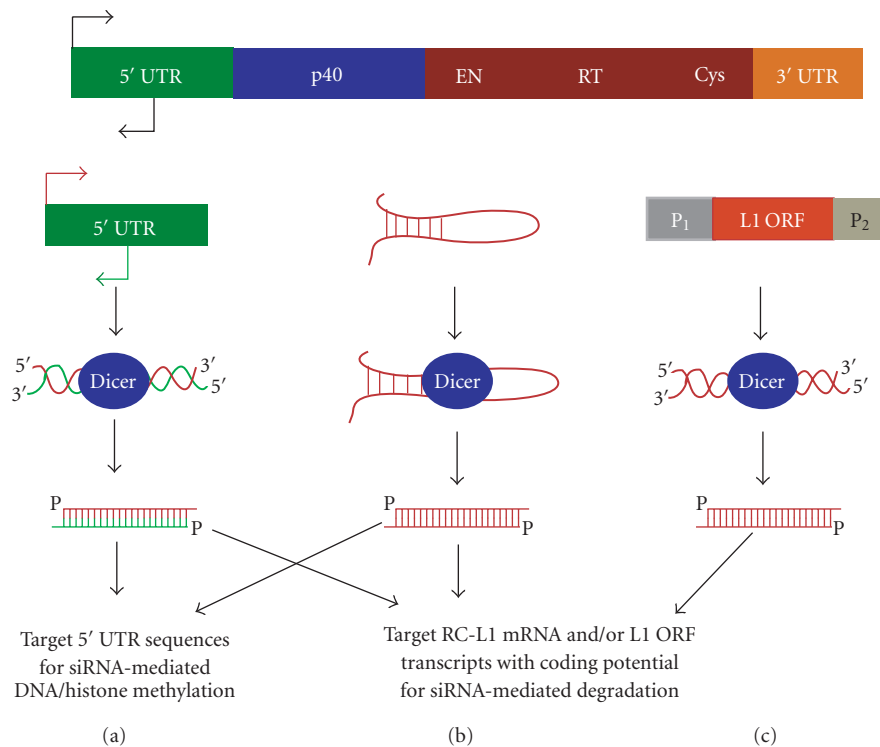 5′ UTR p40 EN RT Cys 3′ UTR
5′ UTR
P₁ L1 ORF P₂
5′ 3′ Dicer 3′ 5′
Dicer
5′ 3′ Dicer 3′ 5′
P P
P P
P P
Target 5′ UTR sequences
for siRNA-mediated
DNA/histone methylation
Target RC-L1 mRNA and/or L1 ORF
transcripts with coding potential
for siRNA-mediated degradation
(a) (b) (c)